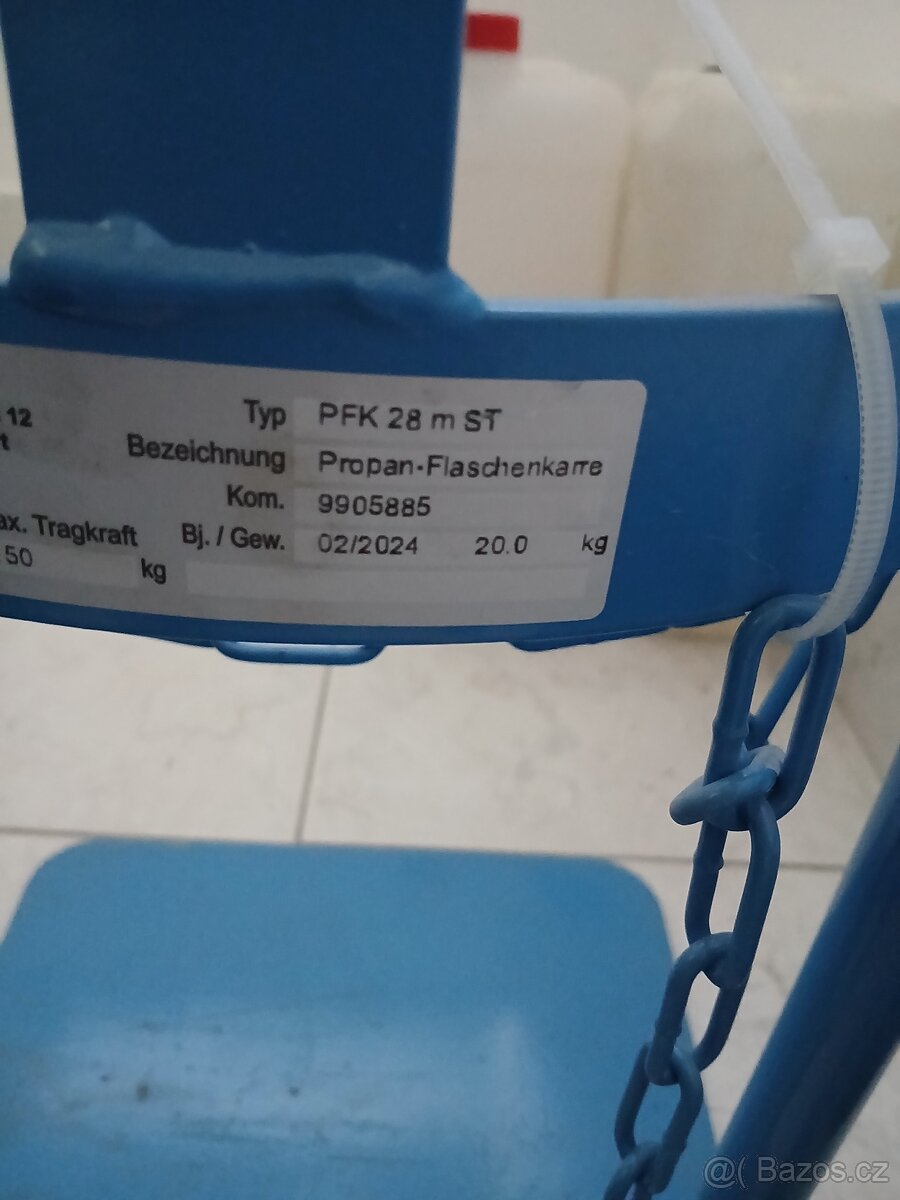 12
t
Typ PFK 28 m ST
Bezeichnung Propan-Flaschenkarre
Kom. 9905885
ax. Tragkraft Bj. / Gew. 02/2024 20.0 kg
50 kg
@( Bazos.cz